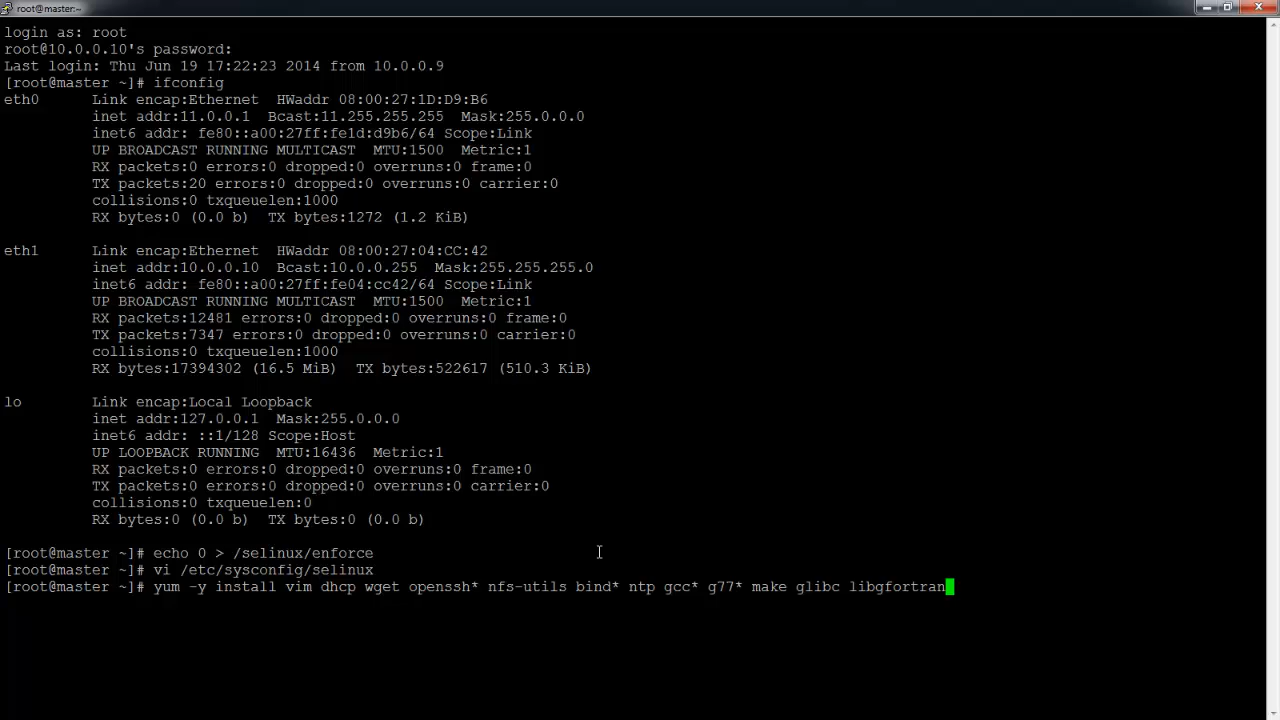 root@master:~
login as: root
root@10.0.0.10's password:
Last login: Thu Jun 19 17:22:23 2014 from 10.0.0.9
[root@master ~]# ifconfig
eth0      Link encap:Ethernet  HWaddr 08:00:27:1D:D9:B6
          inet addr:11.0.0.1  Bcast:11.255.255.255  Mask:255.0.0.0
          inet6 addr: fe80::a00:27ff:fe1d:d9b6/64 Scope:Link
          UP BROADCAST RUNNING MULTICAST  MTU:1500  Metric:1
          RX packets:0 errors:0 dropped:0 overruns:0 frame:0
          TX packets:20 errors:0 dropped:0 overruns:0 carrier:0
          collisions:0 txqueuelen:1000
          RX bytes:0 (0.0 b)  TX bytes:1272 (1.2 KiB)
eth1      Link encap:Ethernet  HWaddr 08:00:27:04:CC:42
          inet addr:10.0.0.10  Bcast:10.0.0.255  Mask:255.255.255.0
          inet6 addr: fe80::a00:27ff:fe04:cc42/64 Scope:Link
          UP BROADCAST RUNNING MULTICAST  MTU:1500  Metric:1
          RX packets:12481 errors:0 dropped:0 overruns:0 frame:0
          TX packets:7347 errors:0 dropped:0 overruns:0 carrier:0
          collisions:0 txqueuelen:1000
          RX bytes:17394302 (16.5 MiB)  TX bytes:522617 (510.3 KiB)
lo        Link encap:Local Loopback
          inet addr:127.0.0.1  Mask:255.0.0.0
          inet6 addr: ::1/128 Scope:Host
          UP LOOPBACK RUNNING  MTU:16436  Metric:1
          RX packets:0 errors:0 dropped:0 overruns:0 frame:0
          TX packets:0 errors:0 dropped:0 overruns:0 carrier:0
          collisions:0 txqueuelen:0
          RX bytes:0 (0.0 b)  TX bytes:0 (0.0 b)
[root@master ~]# echo 0 > /selinux/enforce
[root@master ~]# vi /etc/sysconfig/selinux
[root@master ~]# yum -y install vim dhcp wget openssh* nfs-utils bind* ntp gcc* g77* make glibc libgfortran